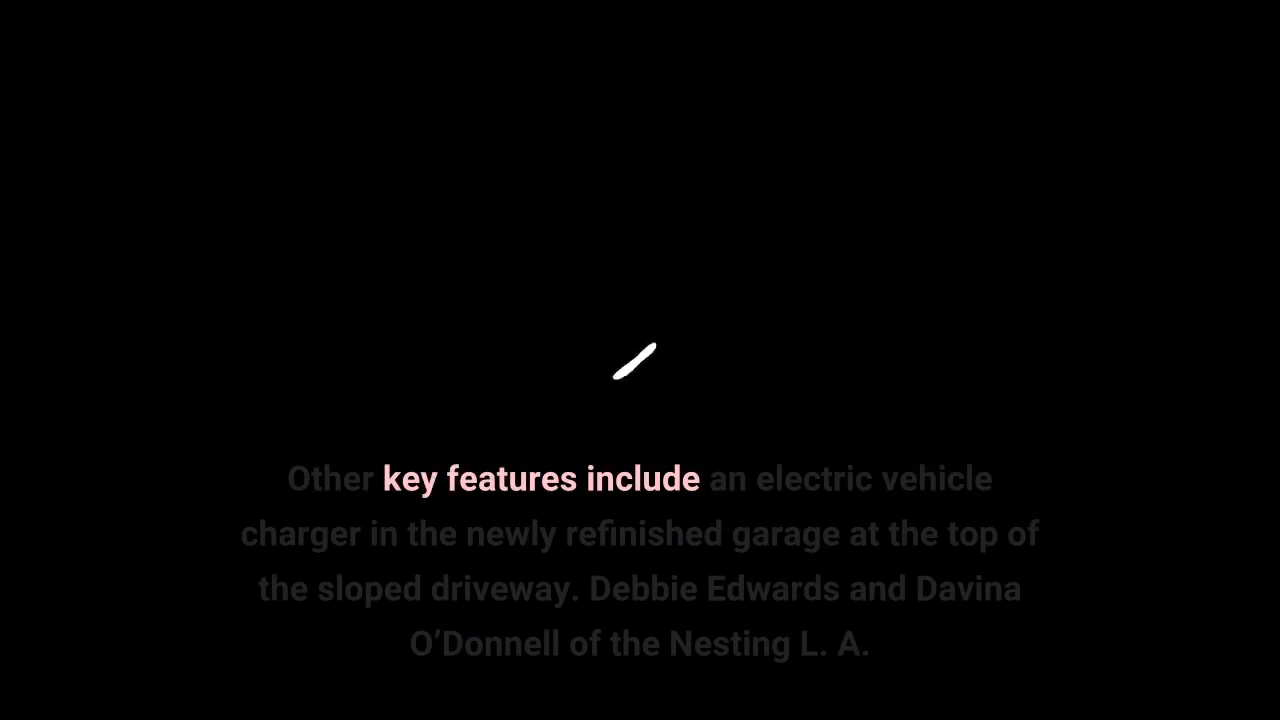 Other key features include an electric vehicle
charger in the newly refinished garage at the top of
the sloped driveway. Debbie Edwards and Davina
O’Donnell of the Nesting L. A.